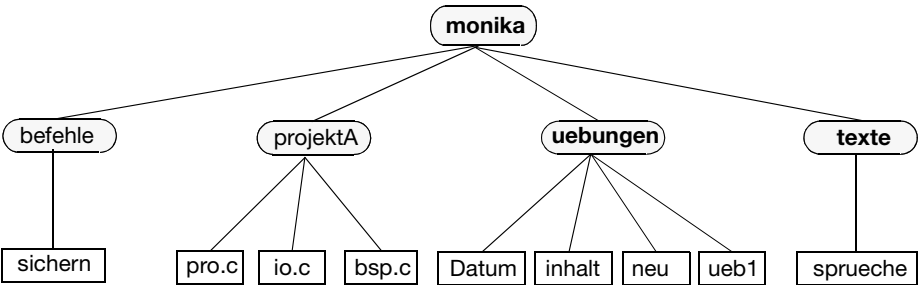 monika
befehle projektA uebungen texte
sichern pro.c io.c bsp.c Datum inhalt neu ueb1 sprueche